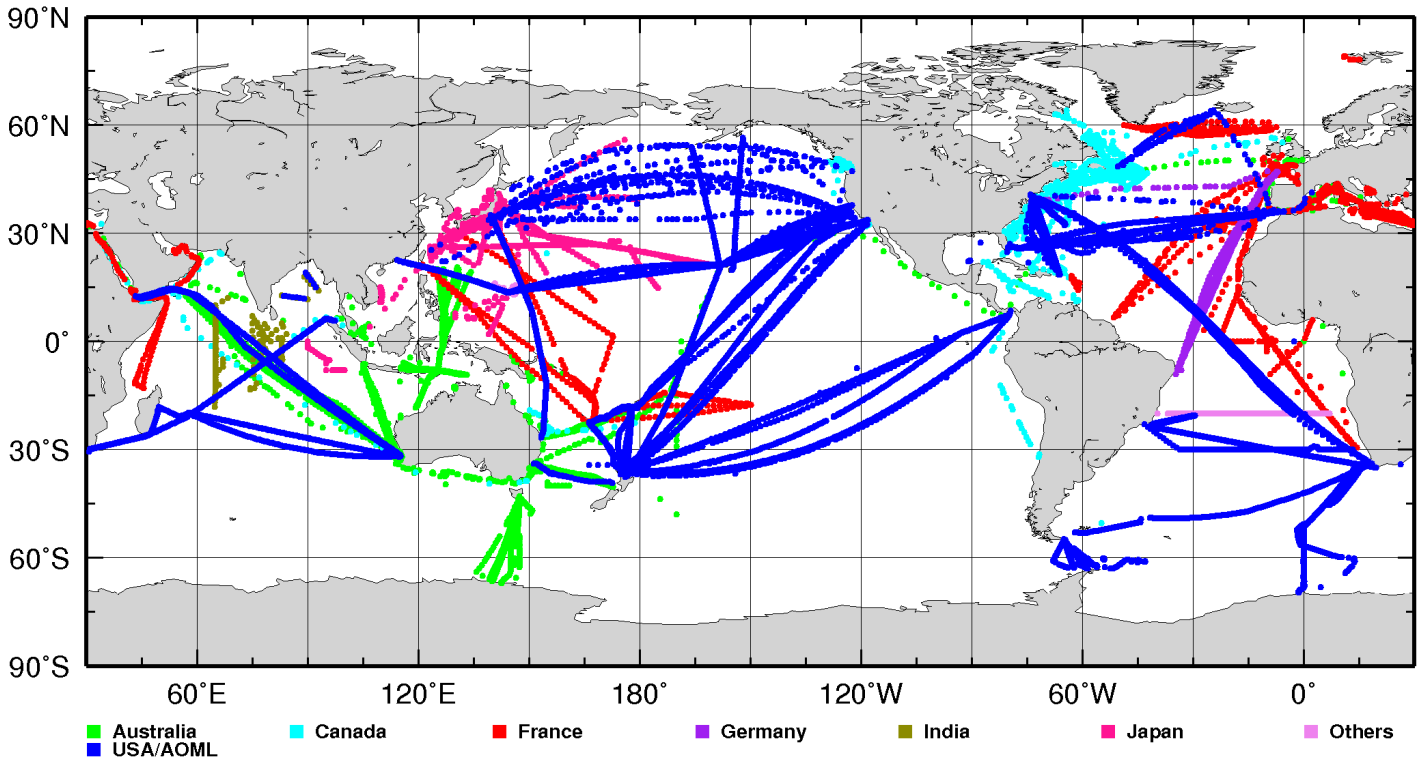 90˚N
60˚N
30˚N
0˚
30˚S
60˚S
90˚S
60˚E 120˚E 180˚ 120˚W 60˚W 0˚
Australia Canada France Germany India Japan Others
USA/AOML